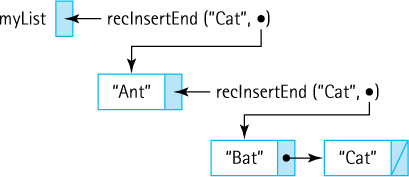 myList recInsertEnd ("Cat", )
"Ant" recInsertEnd ("Cat", )
"Bat" "Cat"